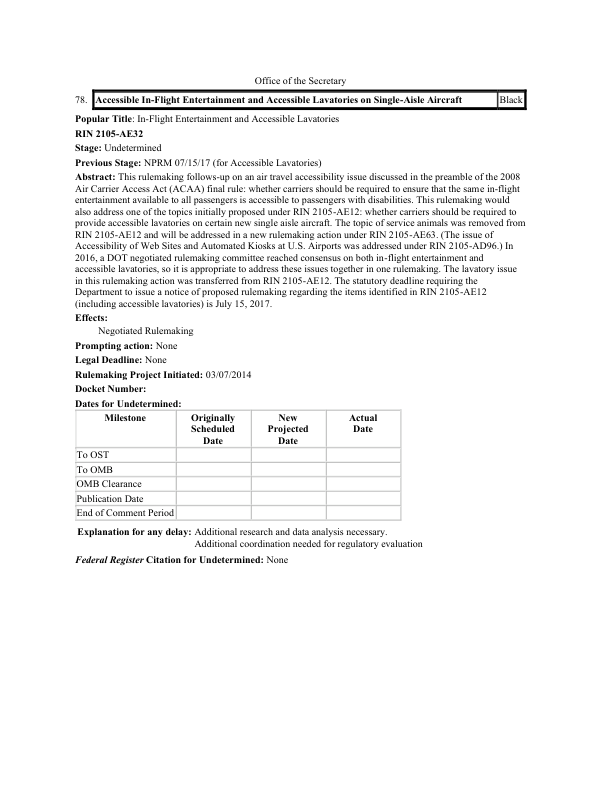 Office of the Secretary
78. Accessible In-Flight Entertainment and Accessible Lavatories on Single-Aisle Aircraft Black
Popular Title: In-Flight Entertainment and Accessible Lavatories
RIN 2105-AE32
Stage: Undetermined
Previous Stage: NPRM 07/15/17 (for Accessible Lavatories)
Abstract: This rulemaking follows-up on an air travel accessibility issue discussed in the preamble of the 2008
Air Carrier Access Act (ACAA) final rule: whether carriers should be required to ensure that the same in-flight
entertainment available to all passengers is accessible to passengers with disabilities. This rulemaking would
also address one of the topics initially proposed under RIN 2105-AE12: whether carriers should be required to
provide accessible lavatories on certain new single aisle aircraft. The topic of service animals was removed from
RIN 2105-AE12 and will be addressed in a new rulemaking action under RIN 2105-AE63. (The issue of
Accessibility of Web Sites and Automated Kiosks at U.S. Airports was addressed under RIN 2105-AD96.) In
2016, a DOT negotiated rulemaking committee reached consensus on both in-flight entertainment and
accessible lavatories, so it is appropriate to address these issues together in one rulemaking. The lavatory issue
in this rulemaking action was transferred from RIN 2105-AE12. The statutory deadline requiring the
Department to issue a notice of proposed rulemaking regarding the items identified in RIN 2105-AE12
(including accessible lavatories) is July 15, 2017.
Effects:
Negotiated Rulemaking
Prompting action: None
Legal Deadline: None
Rulemaking Project Initiated: 03/07/2014
Docket Number:
Dates for Undetermined:
Milestone Originally New Actual
Scheduled Projected Date
Date Date
To OST
To OMB
OMB Clearance
Publication Date
End of Comment Period
Explanation for any delay: Additional research and data analysis necessary.
Additional coordination needed for regulatory evaluation
Federal Register Citation for Undetermined: None